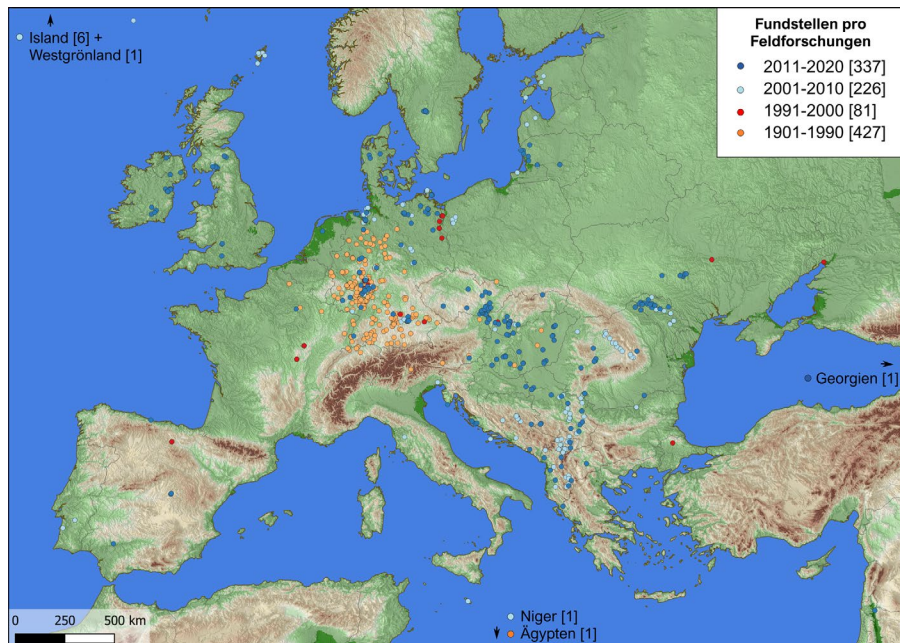 Island [6] +
Westgrönland [1]
Fundstellen pro
Feldforschungen
2011-2020 [337]
2001-2010 [226]
1991-2000 [81]
1901-1990 [427]
Georgien [1]
Niger [1]
Ägypten [1]
0 250 500 km